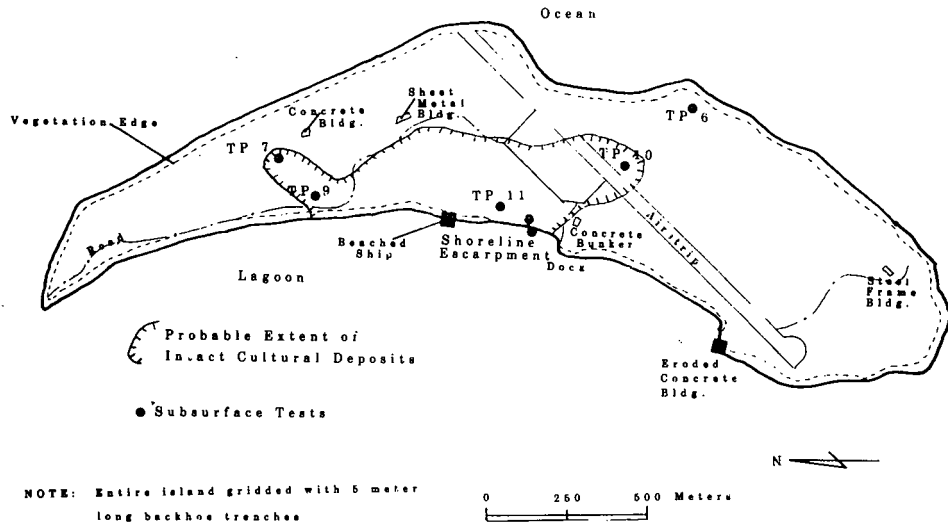 Ocean
Sheet
Metal
Bldg.
Concrete
Bldg.
Vegetation Edge
TP 6
TP 7
TP 10
TP 9
TP 11
Road
Beached
Ship
Shoreline
Escarpment
Dock
Concrete
Bunker
Airstrip
Lagoon
Steel
Frame
Bldg.
Eroded
Concrete
Bldg.
Probable Extent of
Intact Cultural Deposits
Subsurface Tests
N
NOTE: Entire island gridded with 5 meter
long backhoe trenches
0 250 500 Meters